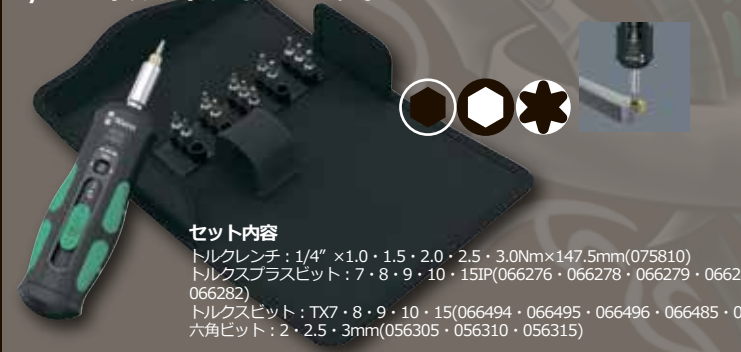 セット内容
トルクレンチ：1/4" ×1.0・1.5・2.0・2.5・3.0Nm×147.5mm(075810)
トルクスプラスビット：7・8・9・10・15IP(066276・066278・066279・0662
066282)
トルクスビット：TX7・8・9・10・15(066494・066495・066496・066485・0
六角ビット：2・2.5・3mm(056305・056310・056315)